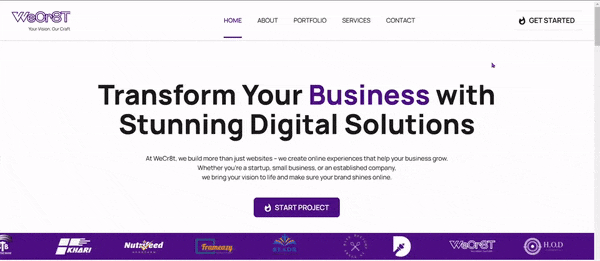 WeCr8T
Your Vision. Our Craft
HOME
ABOUT
PORTFOLIO
SERVICES
CONTACT
GET STARTED
Transform Your Business with
Stunning Digital Solutions
At WeCr8t, we build more than just websites – we create online experiences that help your business grow.
Whether you're a startup, small business, or an established company,
we bring your vision to life and make sure your brand shines online.
START PROJECT
KHARI
NutriFeed
Frameazy
WeCr8T
H.O.D